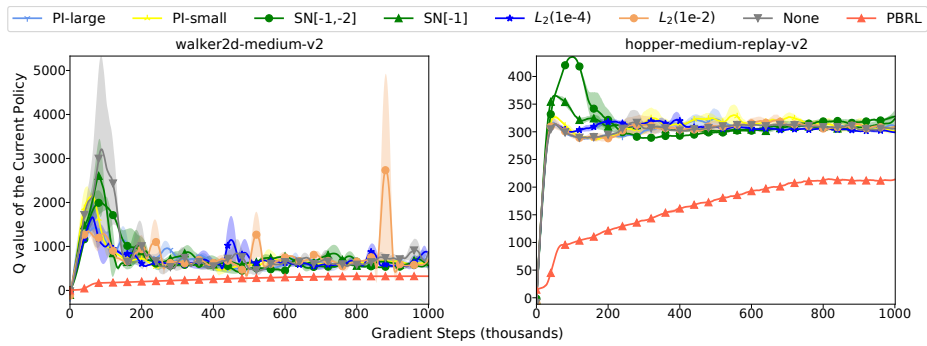 PI-large PI-small SN[-1,-2] SN[-1] L₂(1e-4) L₂(1e-2) None PBRL
walker2d-medium-v2 hopper-medium-replay-v2
Q value of the Current Policy
5000
4000
3000
2000
1000
0
0 200 400 600 800 1000
400
350
300
250
200
150
100
50
0
0 200 400 600 800 1000
Gradient Steps (thousands)